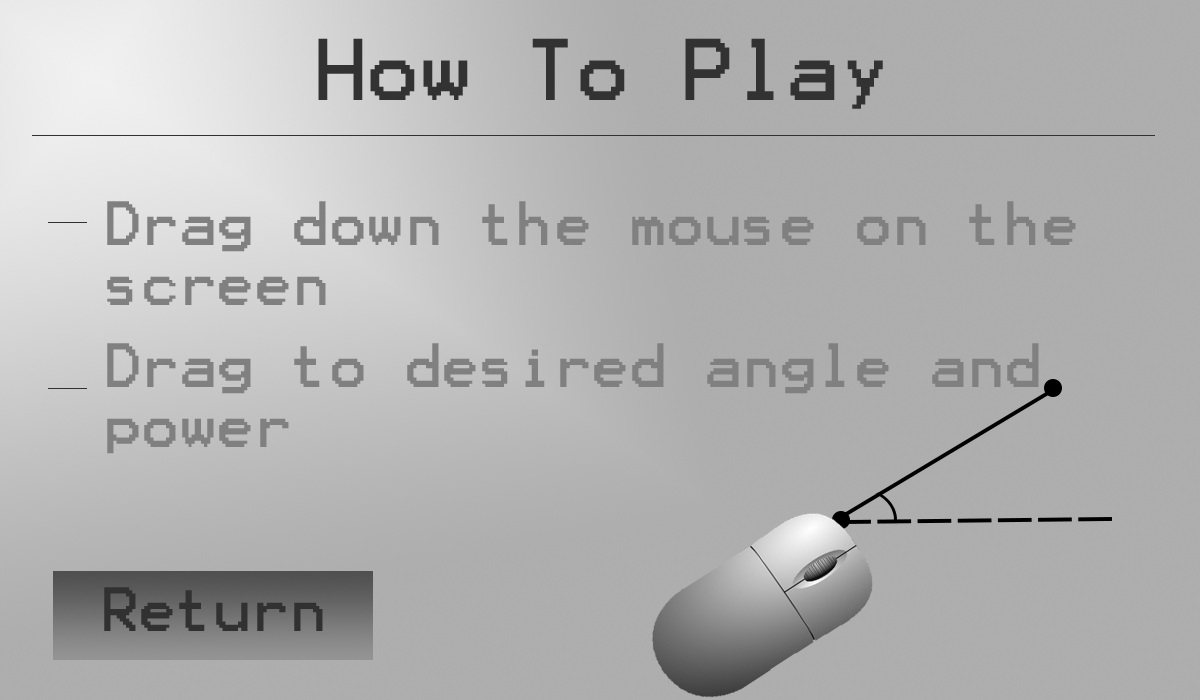 How To Play
Drag down the mouse on the
screen
Drag to desired angle and
power
Return